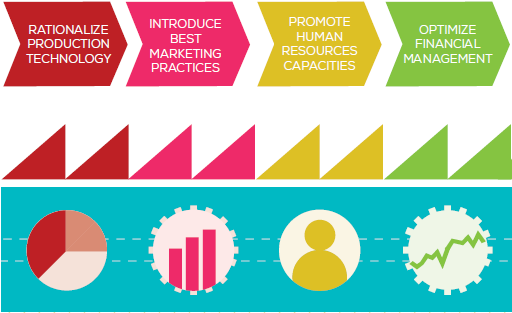 RATIONALIZE
PRODUCTION
TECHNOLOGY
INTRODUCE
BEST
MARKETING
PRACTICES
PROMOTE
HUMAN
RESOURCES
CAPACITIES
OPTIMIZE
FINANCIAL
MANAGEMENT